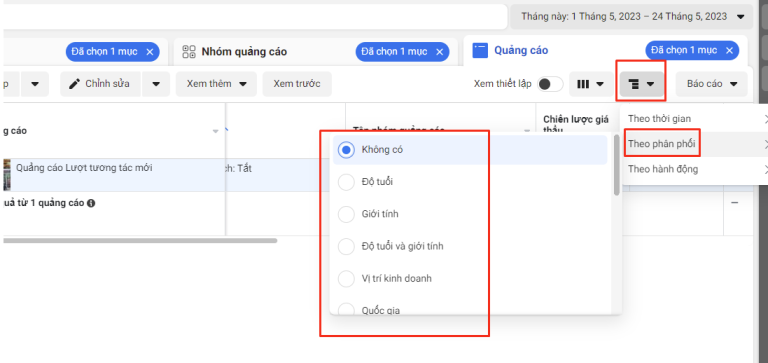 Tháng này: 1 Tháng 5, 2023 – 24 Tháng 5, 2023
Đã chọn 1 mục ×
Nhóm quảng cáo
Đã chọn 1 mục ×
Quảng cáo
Đã chọn 1 mục ×
Chỉnh sửa
Xem thêm
Xem trước
Xem thiết lập
Báo cáo
Theo thời gian
Theo phân phối
Theo hành động
Tên nhóm quảng cáo
Chiến lược giá
thầu
Quảng cáo Lượt tương tác mới
Tắt
từ 1 quảng cáo
Không có
Độ tuổi
Giới tính
Độ tuổi và giới tính
Vị trí kinh doanh
Quốc gia